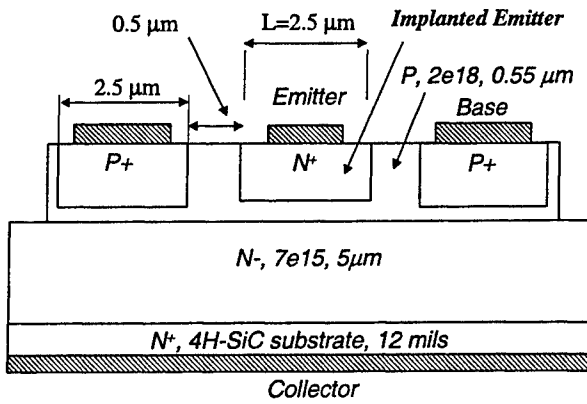 L=2.5 μm
Implanted Emitter
0.5 μm
2.5 μm
Emitter
P, 2e18, 0.55 μm
Base
P+
N+
P+
N-, 7e15, 5μm
N+, 4H-SiC substrate, 12 mils
Collector